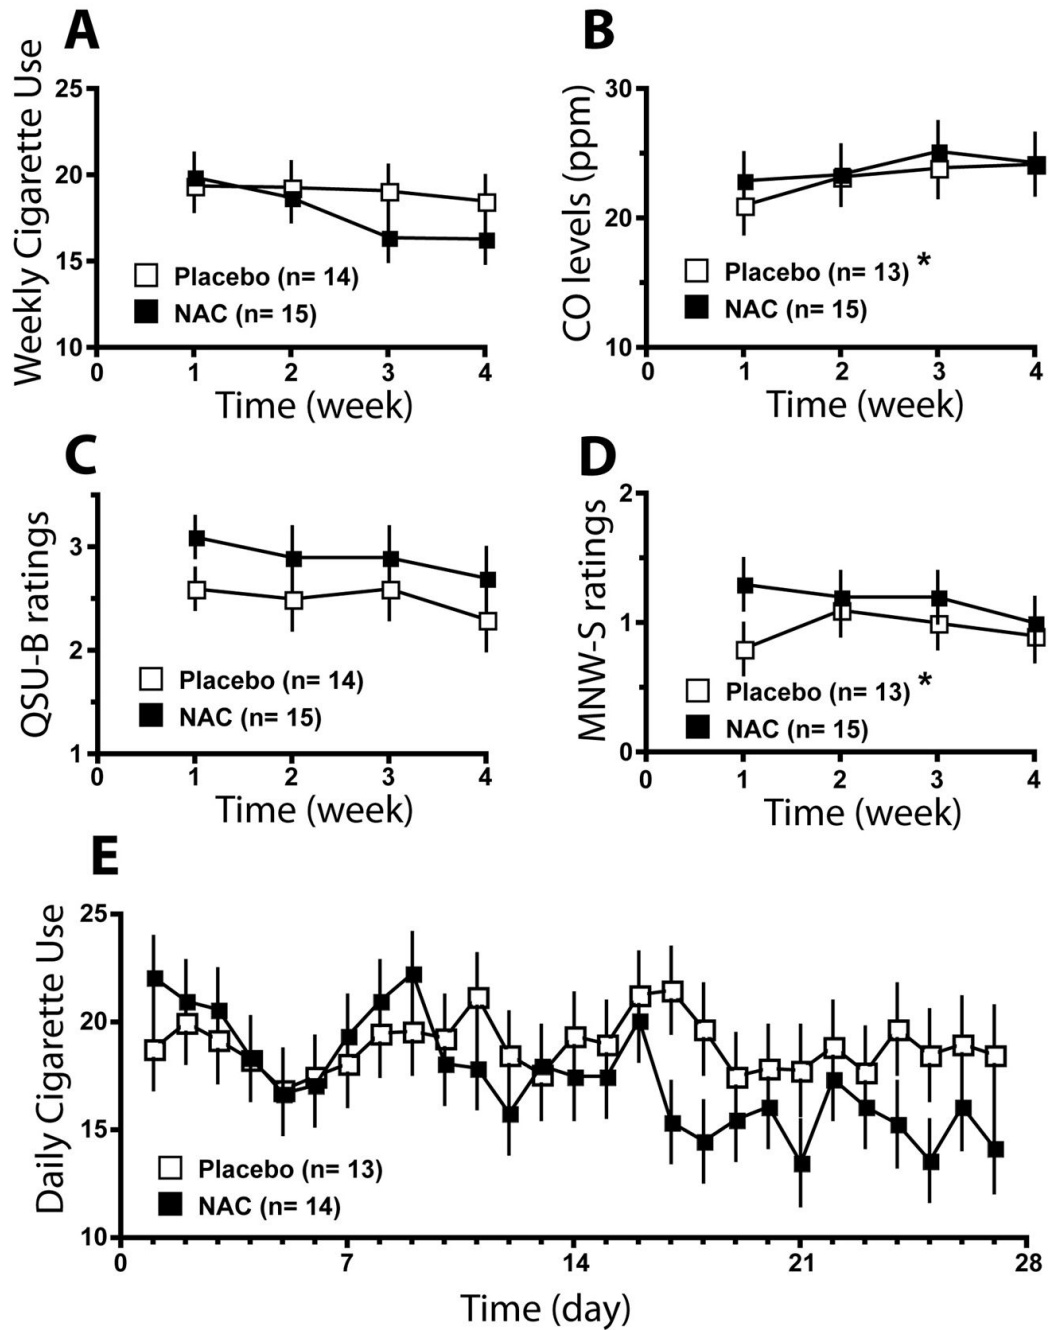 A
Weekly Cigarette Use
25
20
15
10
Placebo (n= 14)
NAC (n= 15)
0 1 2 3 4
Time (week)
B
CO levels (ppm)
30
20
10
Placebo (n= 13) *
NAC (n= 15)
0 1 2 3 4
Time (week)
C
QSU-B ratings
3
2
1
Placebo (n= 14)
NAC (n= 15)
0 1 2 3 4
Time (week)
D
MNW-S ratings
2
1
0
Placebo (n= 13) *
NAC (n= 15)
0 1 2 3 4
Time (week)
E
Daily Cigarette Use
25
20
15
10
Placebo (n= 13)
NAC (n= 14)
0 7 14 21 28
Time (day)